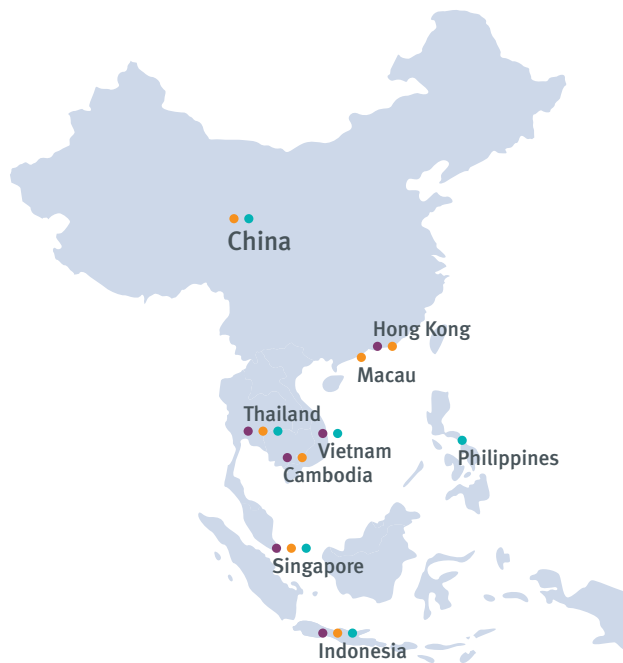 China
Hong Kong
Macau
Thailand
Vietnam
Cambodia
Philippines
Singapore
Indonesia